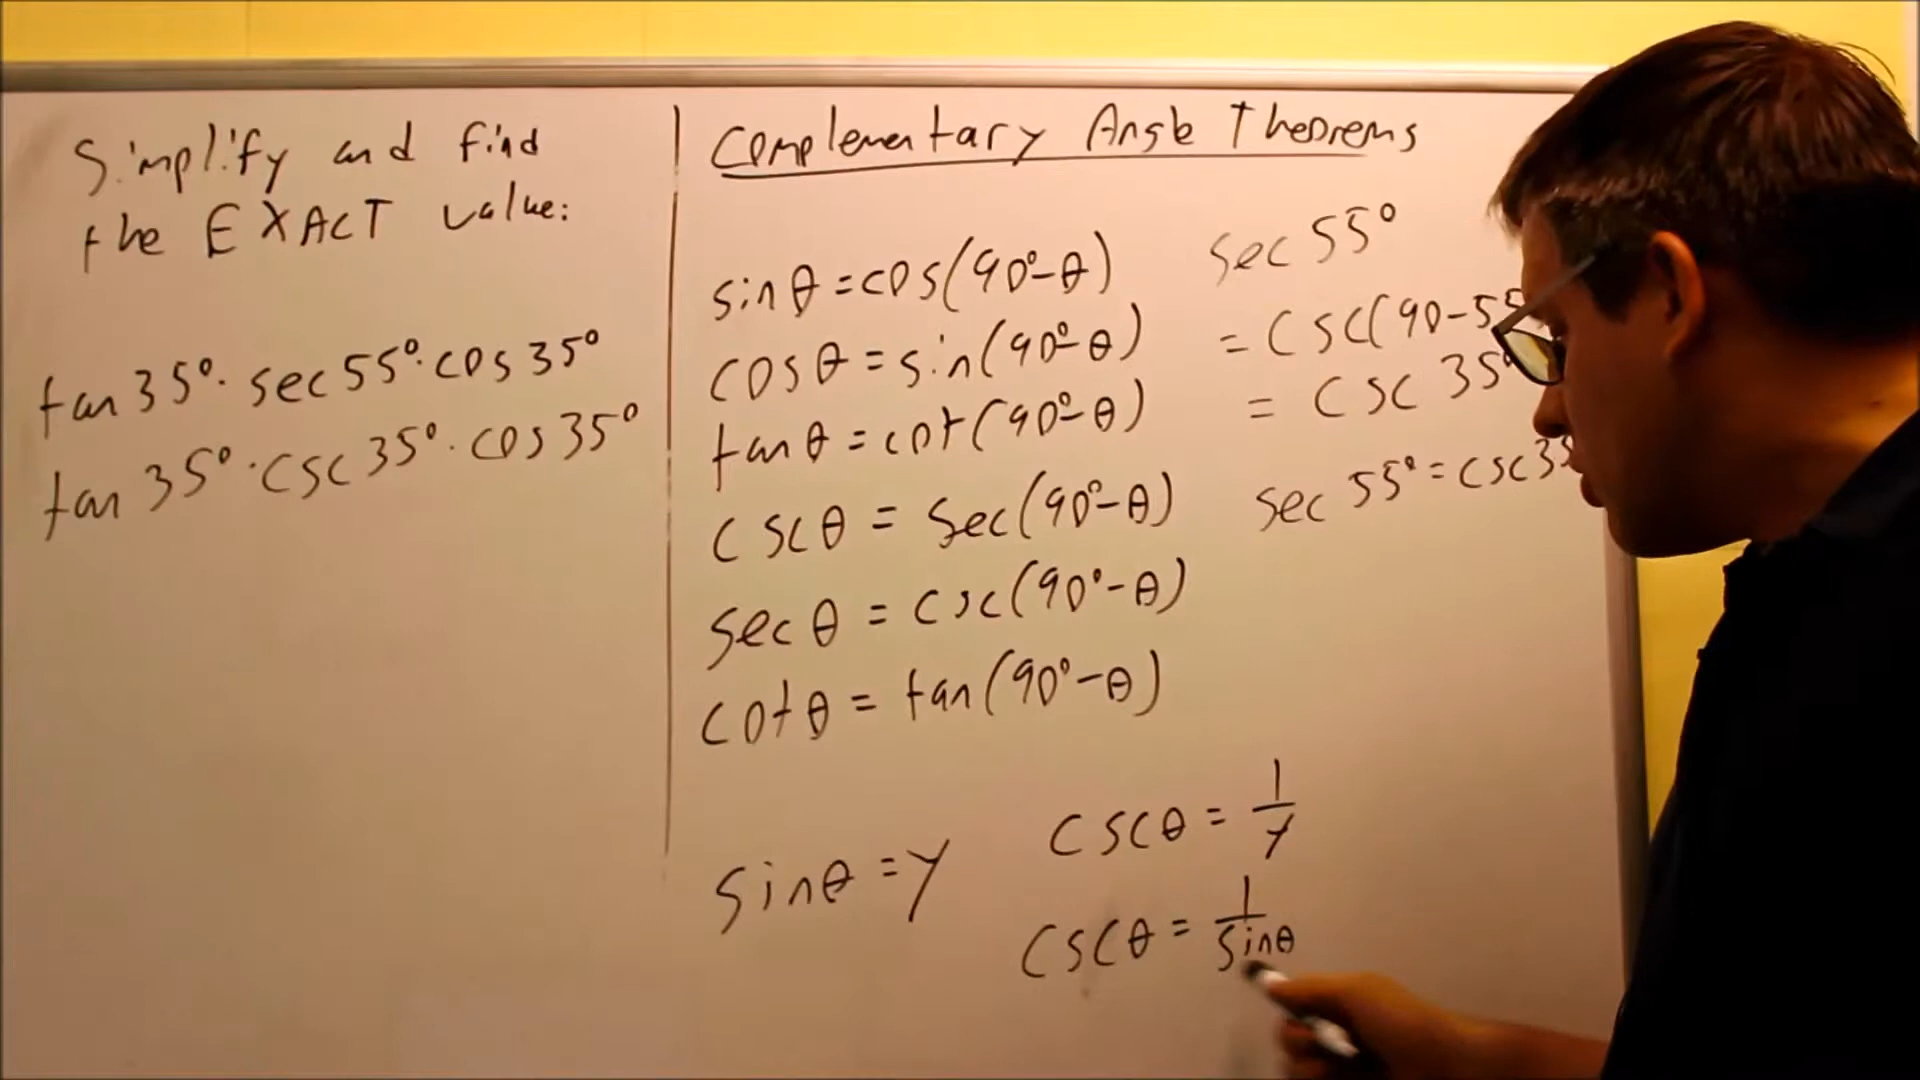 Simplify and find
the EXACT value:
tan 35°· sec 55°· cos 35°
tan 35°· csc 35°· cos 35°
Complementary Angle Theorems
sin θ = cos(90°-θ)
cos θ = sin(90°-θ)
tan θ = cot(90°-θ)
csc θ = sec(90°-θ)
sec θ = csc(90°-θ)
cot θ = tan(90°-θ)
sec 55°
= csc(90-55
= csc 35°
sec 55° = csc 35
sin θ = y
csc θ = 1/y
csc θ = 1/sin θ